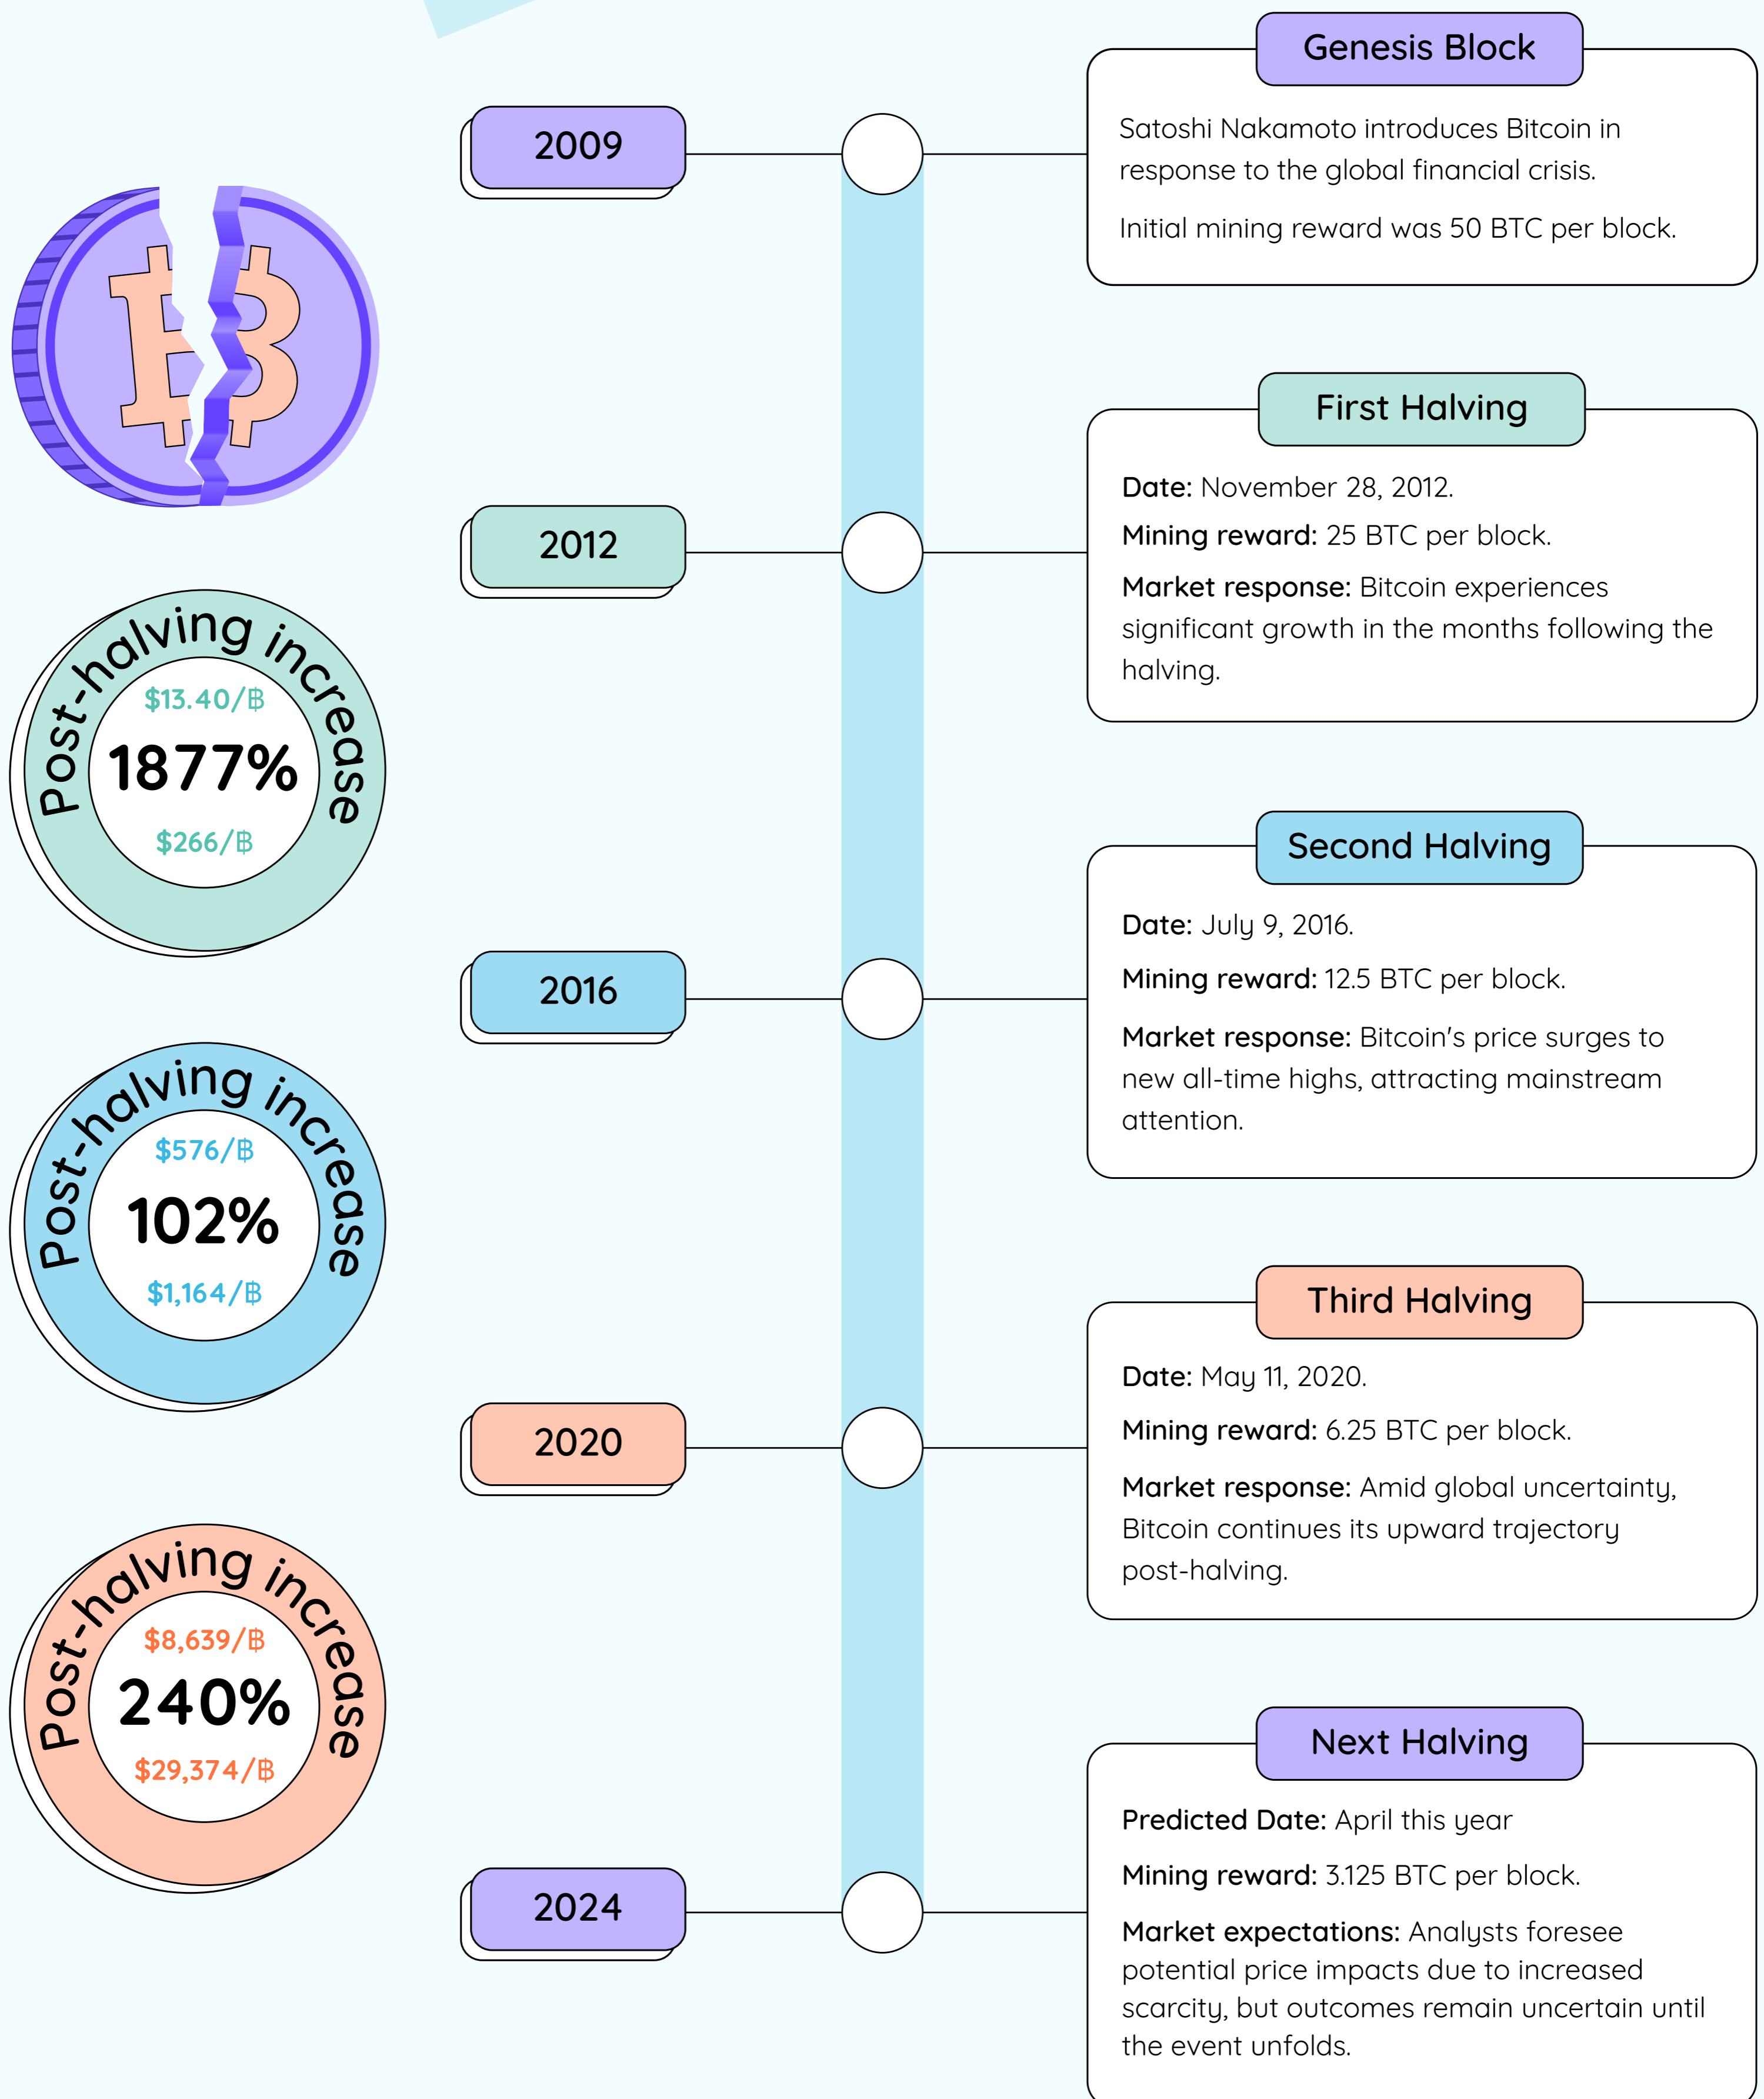 Genesis Block
2009
Satoshi Nakamoto introduces Bitcoin in
response to the global financial crisis.
Initial mining reward was 50 BTC per block.
First Halving
2012
Date: November 28, 2012.
Mining reward: 25 BTC per block.
Market response: Bitcoin experiences
significant growth in the months following the
halving.
Post-halving increase
$13.40/₿
1877%
$266/₿
Second Halving
2016
Date: July 9, 2016.
Mining reward: 12.5 BTC per block.
Market response: Bitcoin's price surges to
new all-time highs, attracting mainstream
attention.
Post-halving increase
$576/₿
102%
$1,164/₿
Third Halving
2020
Date: May 11, 2020.
Mining reward: 6.25 BTC per block.
Market response: Amid global uncertainty,
Bitcoin continues its upward trajectory
post-halving.
Post-halving increase
$8,639/₿
240%
$29,374/₿
Next Halving
2024
Predicted Date: April this year
Mining reward: 3.125 BTC per block.
Market expectations: Analysts foresee
potential price impacts due to increased
scarcity, but outcomes remain uncertain until
the event unfolds.